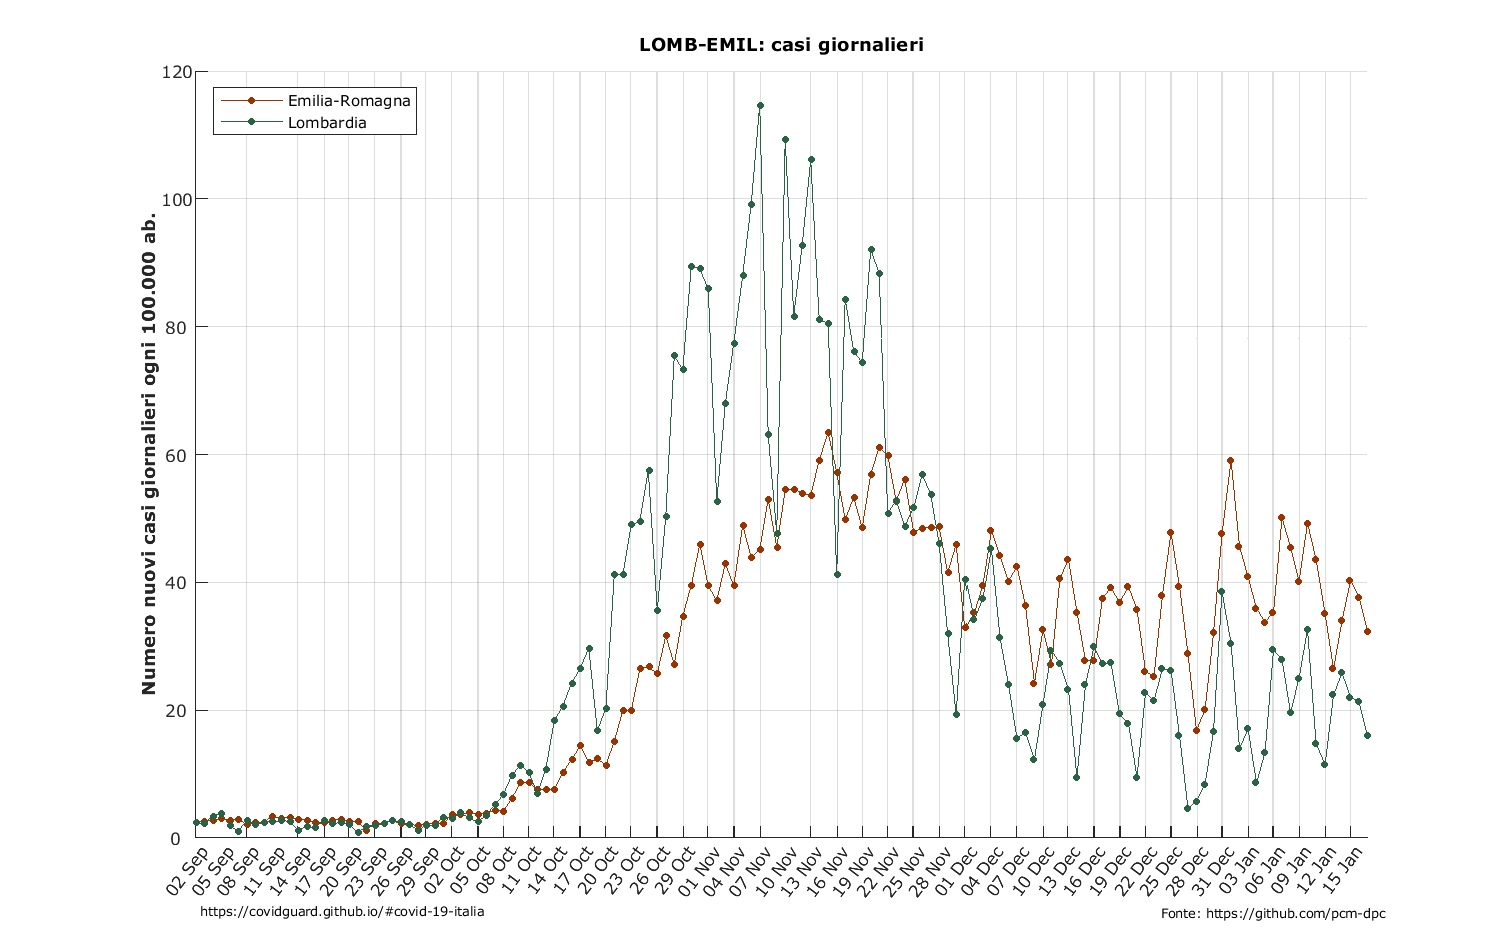 LOMB-EMIL: casi giornalieri
Emilia-Romagna
Lombardia
Numero nuovi casi giornalieri ogni 100.000 ab.
120
100
80
60
40
20
0
02 Sep
05 Sep
08 Sep
11 Sep
14 Sep
17 Sep
20 Sep
23 Sep
26 Sep
29 Sep
02 Oct
05 Oct
08 Oct
11 Oct
14 Oct
17 Oct
20 Oct
23 Oct
26 Oct
29 Oct
01 Nov
04 Nov
07 Nov
10 Nov
13 Nov
16 Nov
19 Nov
22 Nov
25 Nov
28 Nov
01 Dec
04 Dec
07 Dec
10 Dec
13 Dec
16 Dec
19 Dec
22 Dec
25 Dec
28 Dec
31 Dec
03 Jan
06 Jan
09 Jan
12 Jan
15 Jan
https://covidguard.github.io/#covid-19-italia
Fonte: https://github.com/pcm-dpc